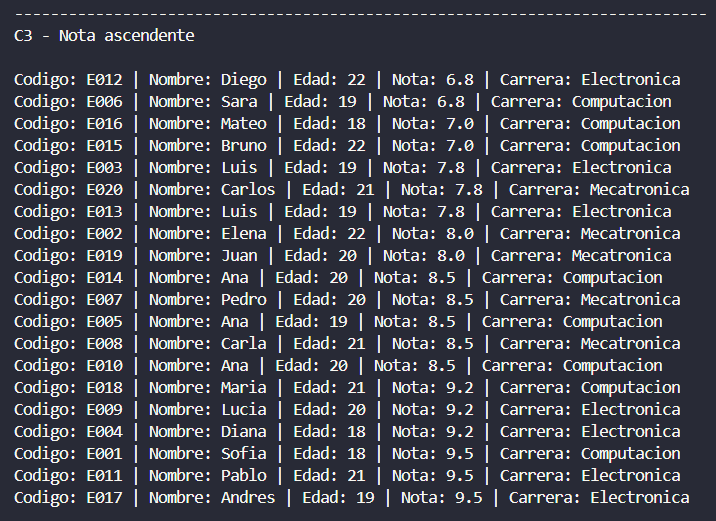 --------------------------------------------------------------------------------
C3 - Nota ascendente
Codigo: E012 | Nombre: Diego | Edad: 22 | Nota: 6.8 | Carrera: Electronica
Codigo: E006 | Nombre: Sara | Edad: 19 | Nota: 6.8 | Carrera: Computacion
Codigo: E016 | Nombre: Mateo | Edad: 18 | Nota: 7.0 | Carrera: Computacion
Codigo: E015 | Nombre: Bruno | Edad: 22 | Nota: 7.0 | Carrera: Computacion
Codigo: E003 | Nombre: Luis | Edad: 19 | Nota: 7.8 | Carrera: Electronica
Codigo: E020 | Nombre: Carlos | Edad: 21 | Nota: 7.8 | Carrera: Mecatronica
Codigo: E013 | Nombre: Luis | Edad: 19 | Nota: 7.8 | Carrera: Electronica
Codigo: E002 | Nombre: Elena | Edad: 22 | Nota: 8.0 | Carrera: Mecatronica
Codigo: E019 | Nombre: Juan | Edad: 20 | Nota: 8.0 | Carrera: Mecatronica
Codigo: E014 | Nombre: Ana | Edad: 20 | Nota: 8.5 | Carrera: Computacion
Codigo: E007 | Nombre: Pedro | Edad: 20 | Nota: 8.5 | Carrera: Mecatronica
Codigo: E005 | Nombre: Ana | Edad: 19 | Nota: 8.5 | Carrera: Computacion
Codigo: E008 | Nombre: Carla | Edad: 21 | Nota: 8.5 | Carrera: Mecatronica
Codigo: E010 | Nombre: Ana | Edad: 20 | Nota: 8.5 | Carrera: Computacion
Codigo: E018 | Nombre: Maria | Edad: 21 | Nota: 9.2 | Carrera: Computacion
Codigo: E009 | Nombre: Lucia | Edad: 20 | Nota: 9.2 | Carrera: Electronica
Codigo: E004 | Nombre: Diana | Edad: 18 | Nota: 9.2 | Carrera: Electronica
Codigo: E001 | Nombre: Sofia | Edad: 18 | Nota: 9.5 | Carrera: Computacion
Codigo: E011 | Nombre: Pablo | Edad: 21 | Nota: 9.5 | Carrera: Electronica
Codigo: E017 | Nombre: Andres | Edad: 19 | Nota: 9.5 | Carrera: Electronica